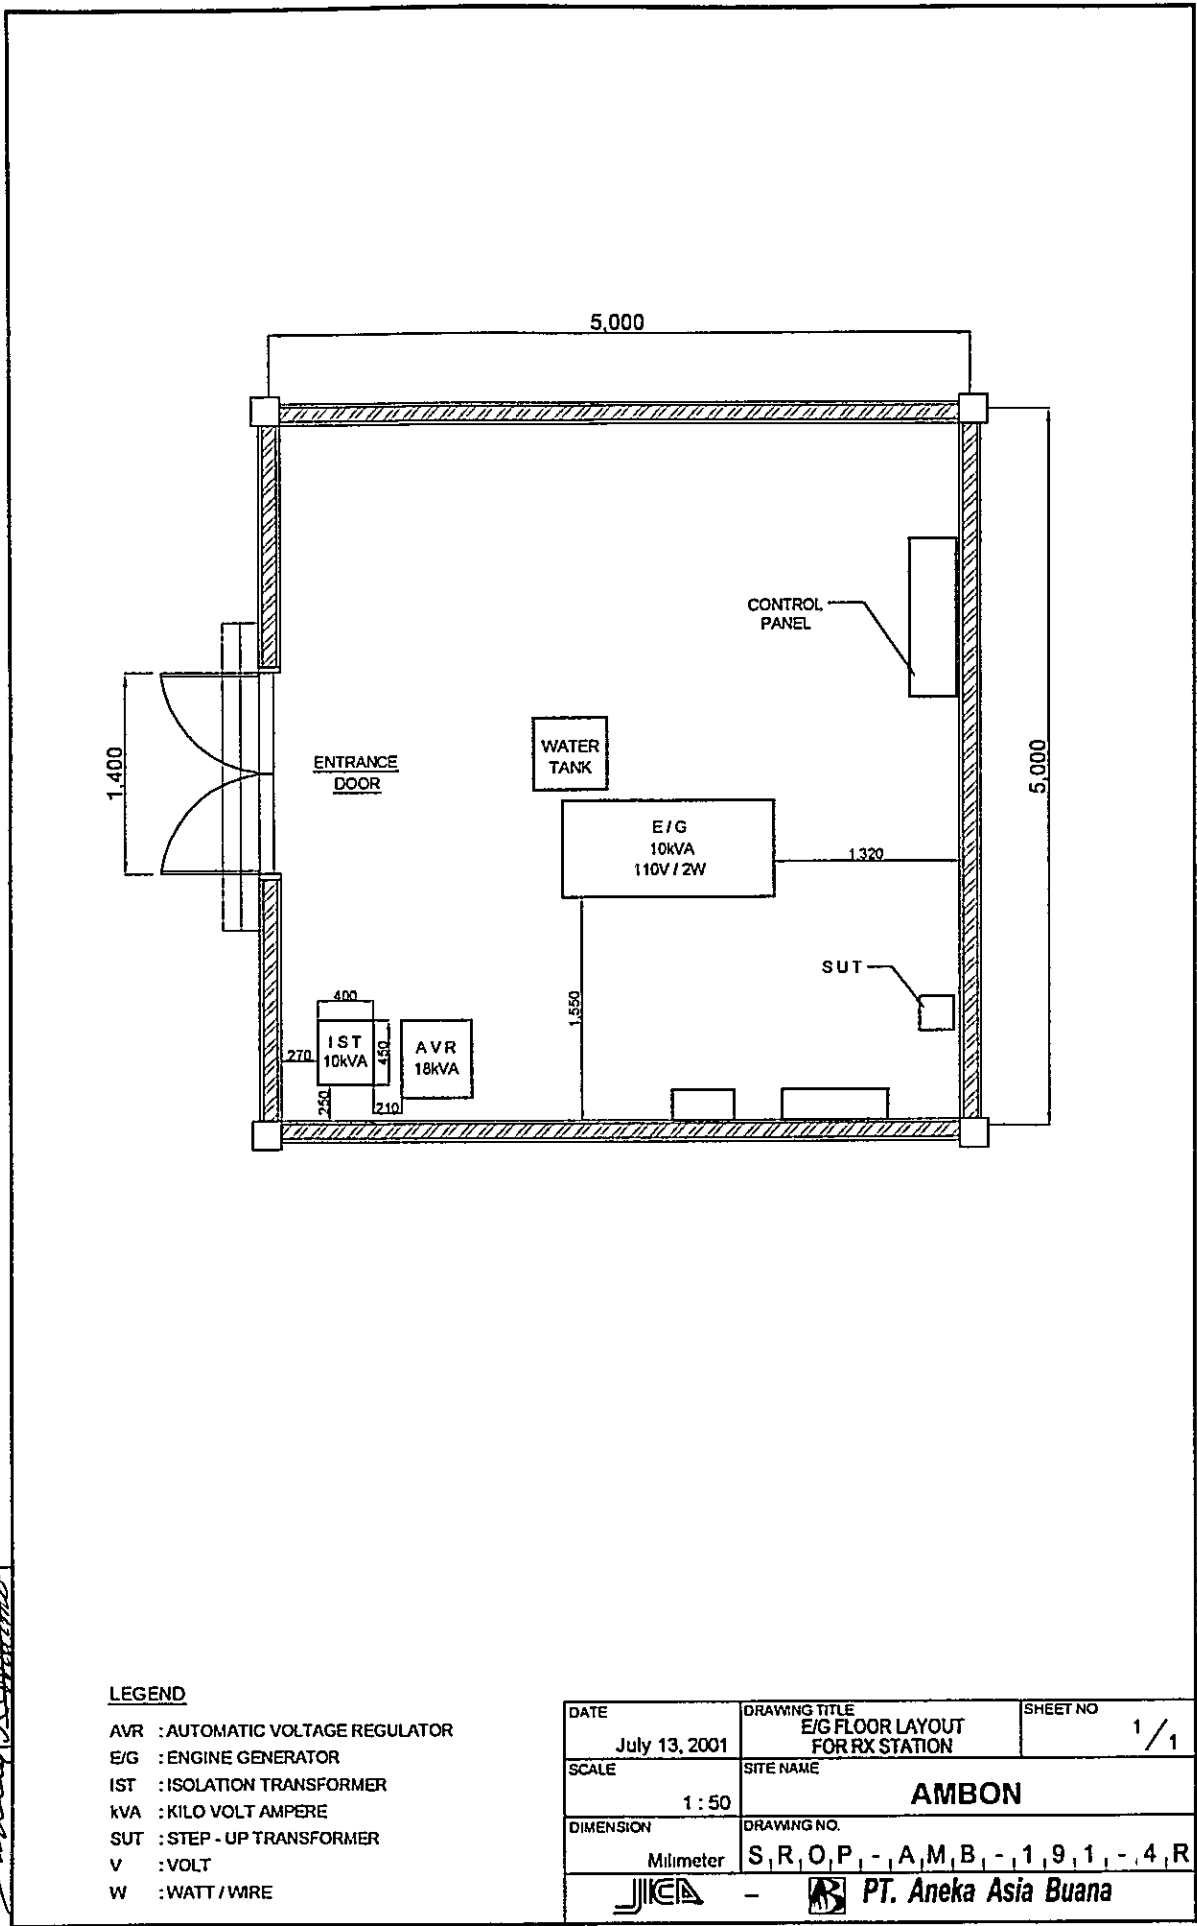 5,000
CONTROL
PANEL
5,000
1,400
ENTRANCE
DOOR
WATER
TANK
E / G
10kVA
110V / 2W
1,320
SUT
1,550
400
IST
10kVA
450
270
AVR
18kVA
250
210
LEGEND
AVR : AUTOMATIC VOLTAGE REGULATOR
E/G : ENGINE GENERATOR
IST : ISOLATION TRANSFORMER
kVA : KILO VOLT AMPERE
SUT : STEP - UP TRANSFORMER
V : VOLT
W : WATT / WIRE
DATE
July 13, 2001
DRAWING TITLE
E/G FLOOR LAYOUT
FOR RX STATION
SHEET NO
1 / 1
SCALE
1 : 50
SITE NAME
AMBON
DIMENSION
Milimeter
DRAWING NO.
S R O P - A M B - 1 9 1 - 4 R
JICA - PT. Aneka Asia Buana